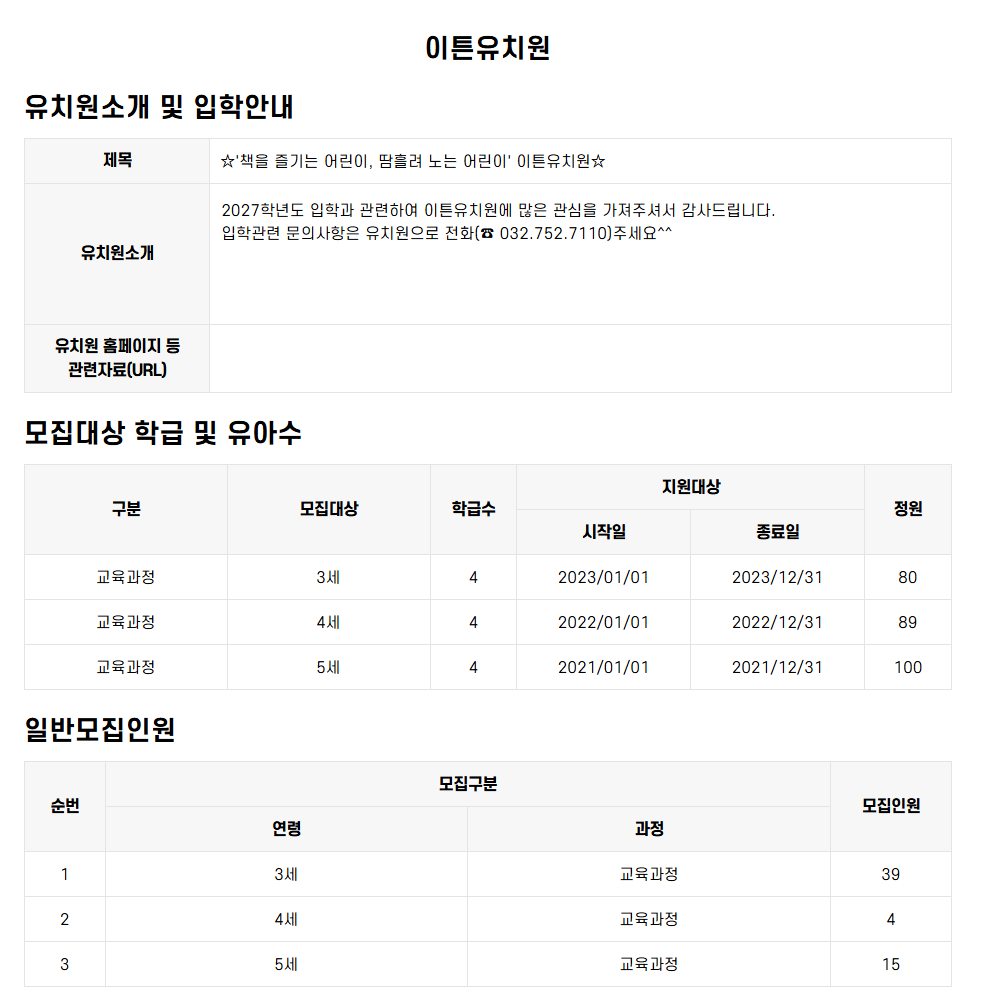 이튼유치원
유치원소개 및 입학안내
제목 ☆'책을 즐기는 어린이, 땀흘려 노는 어린이' 이튼유치원☆
유치원소개
2027학년도 입학과 관련하여 이튼유치원에 많은 관심을 가져주셔서 감사드립니다.
입학관련 문의사항은 유치원으로 전화(☎ 032.752.7110)주세요^^
유치원 홈페이지 등
관련자료(URL)
모집대상 학급 및 유아수
구분 모집대상 학급수 지원대상 정원
시작일 종료일
교육과정 3세 4 2023/01/01 2023/12/31 80
교육과정 4세 4 2022/01/01 2022/12/31 89
교육과정 5세 4 2021/01/01 2021/12/31 100
일반모집인원
순번 모집구분 모집인원
연령 과정
1 3세 교육과정 39
2 4세 교육과정 4
3 5세 교육과정 15